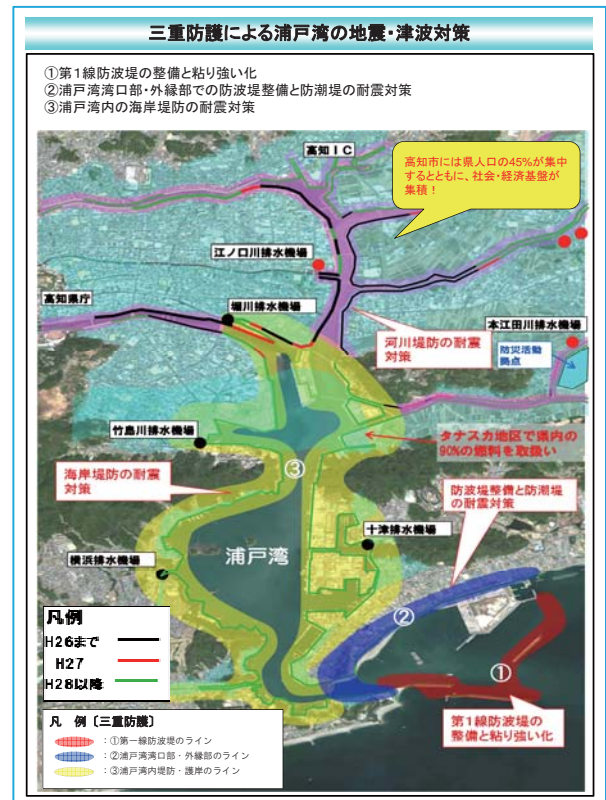 三重防護による浦戸湾の地震・津波対策
①第1線防波堤の整備と粘り強い化
②浦戸湾湾口部・外縁部での防波堤整備と防潮堤の耐震対策
③浦戸湾内の海岸堤防の耐震対策
高知IC
高知市には県人口の45%が集中
するとともに、社会・経済基盤が
集積！
江ノ口川排水機場
高知県庁
堀川排水機場
河川堤防の耐震
対策
本江田川排水機場
防災活動
拠点
竹島川排水機場
タナスカ地区で県内の
90%の燃料を取扱い
③
海岸堤防の耐震
対策
防波堤整備と防潮堤
の耐震対策
十津排水機場
横浜排水機場
浦戸湾
②
①
第1線防波堤の
整備と粘り強い化
凡例
H26まで
H27
H28以降
凡 例〔三重防護〕
：①第一線防波堤のライン
：②浦戸湾湾口部・外縁部のライン
：③浦戸湾内堤防・護岸のライン